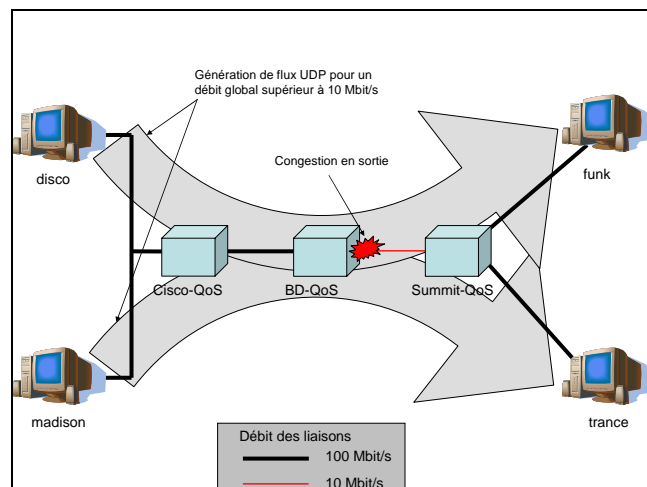 Génération de flux UDP pour un
débit global supérieur à 10 Mbit/s
Congestion en sortie
disco
funk
Cisco-QoS
BD-QoS
Summit-QoS
madison
trance
Débit des liaisons
100 Mbit/s
10 Mbit/s